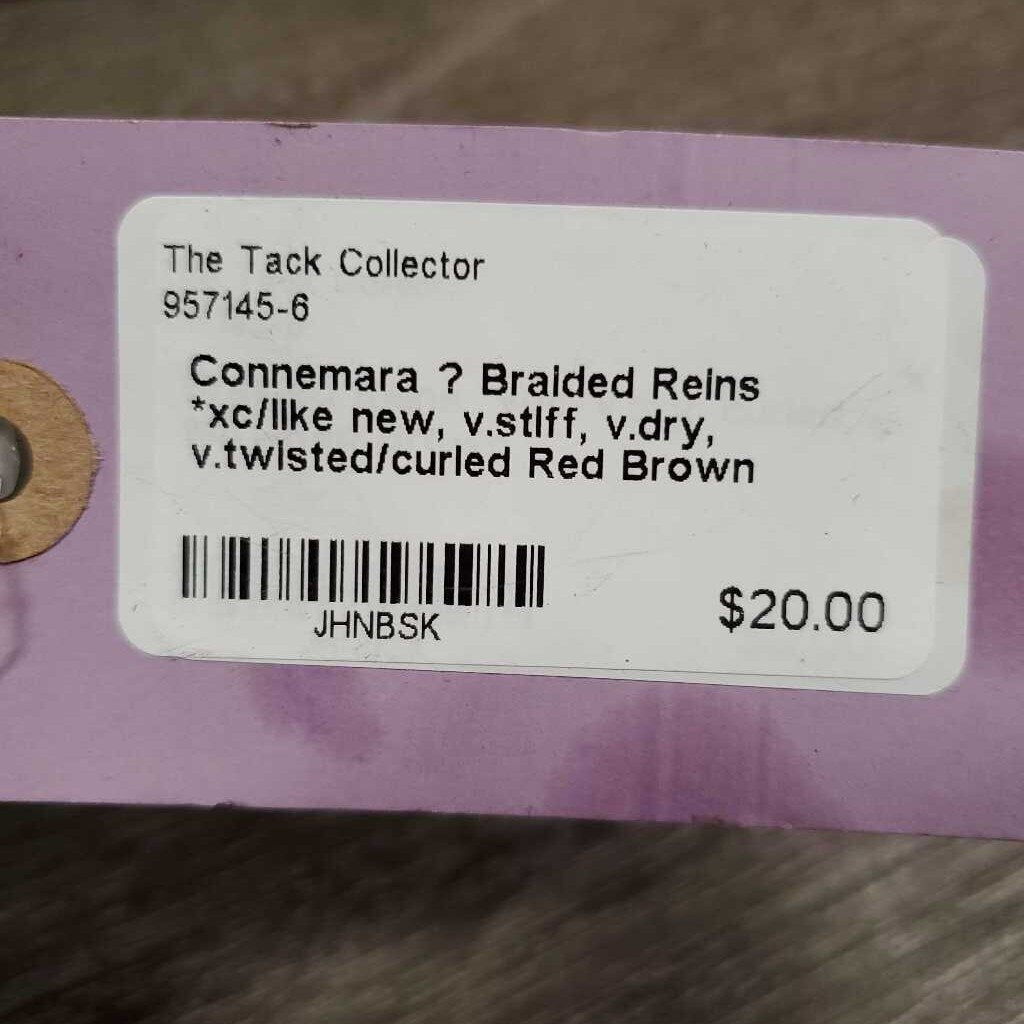 The Tack Collector
957145-6
Connemara ? Braided Reins
*xc/like new, v.stiff, v.dry,
v.twisted/curled Red Brown
JHNBSK
$20.00